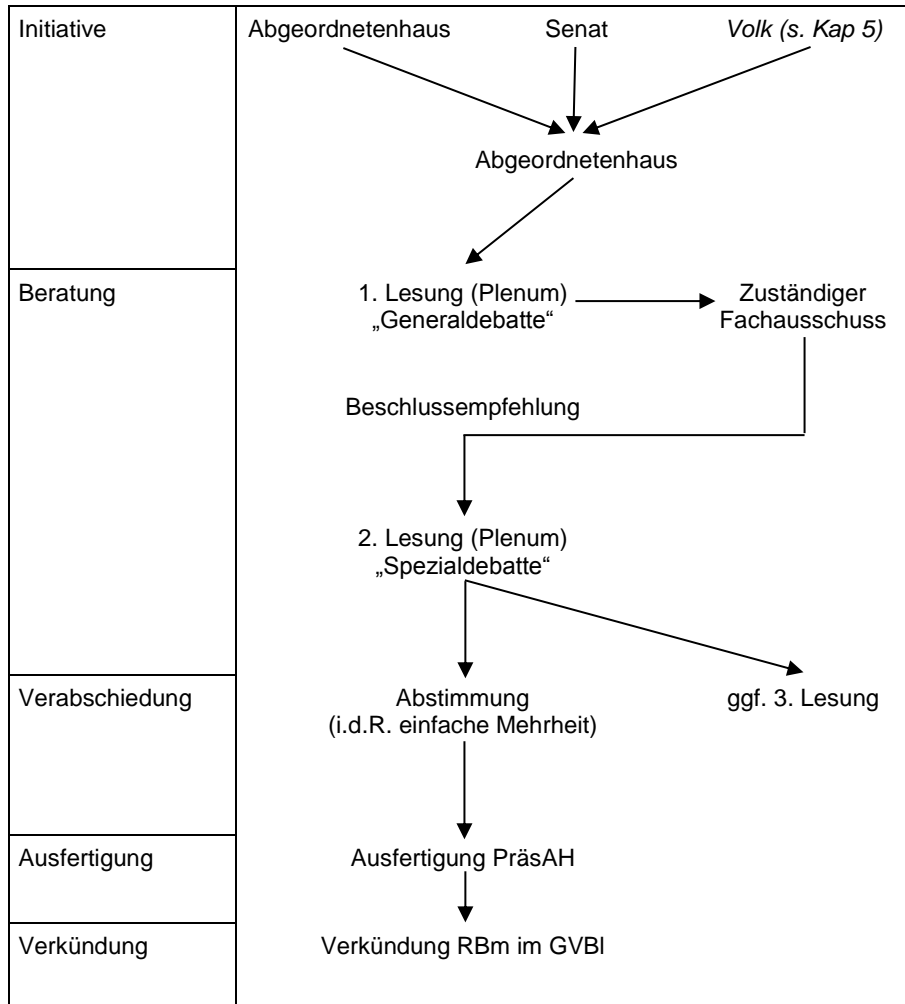 Initiative
Abgeordnetenhaus
Senat
Volk (s. Kap 5)
Abgeordnetenhaus
Beratung
1. Lesung (Plenum)
„Generaldebatte“
Zuständiger
Fachausschuss
Beschlussempfehlung
2. Lesung (Plenum)
„Spezialdebatte“
Verabschiedung
Abstimmung
(i.d.R. einfache Mehrheit)
ggf. 3. Lesung
Ausfertigung
Ausfertigung PräsAH
Verkündung
Verkündung RBm im GVBl